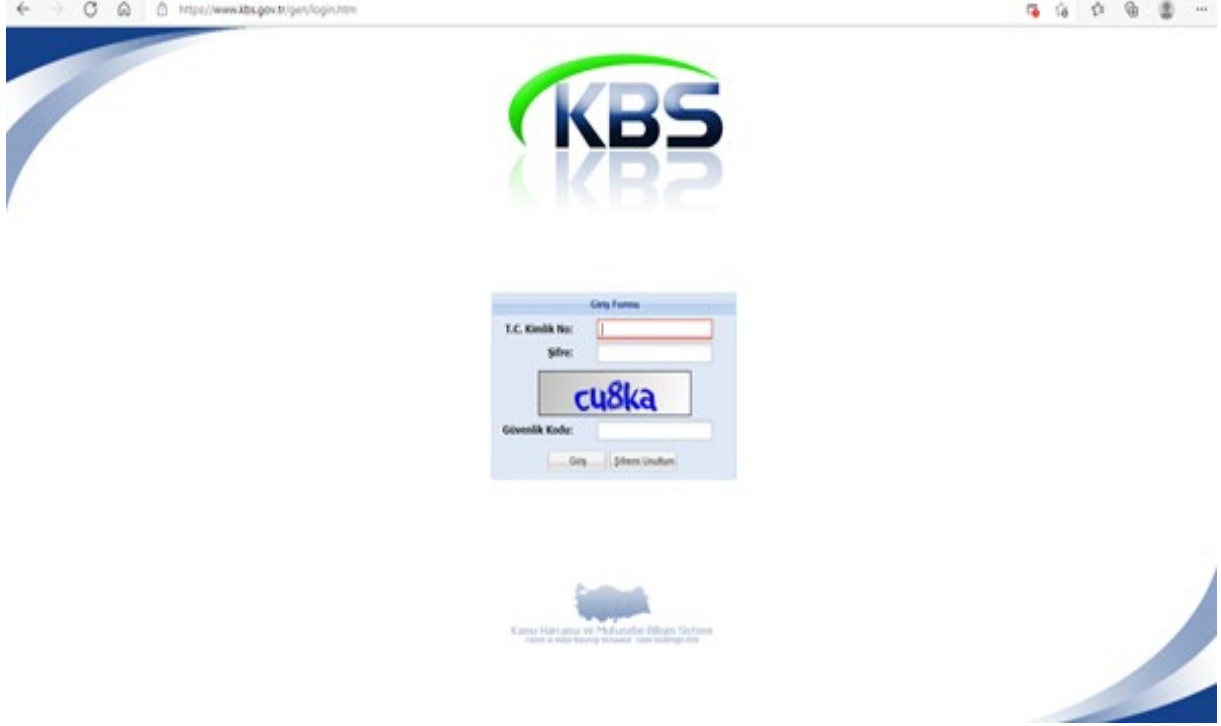 https://www.kbs.gov.tr/gen/login.htm
KBS
Giriş Formu
T.C. Kimlik No:
Şifre:
cu8ka
Güvenlik Kodu:
Giriş Şifremi Unuttum
Kamu Harcama ve Muhasebe Bilişim Sistemi